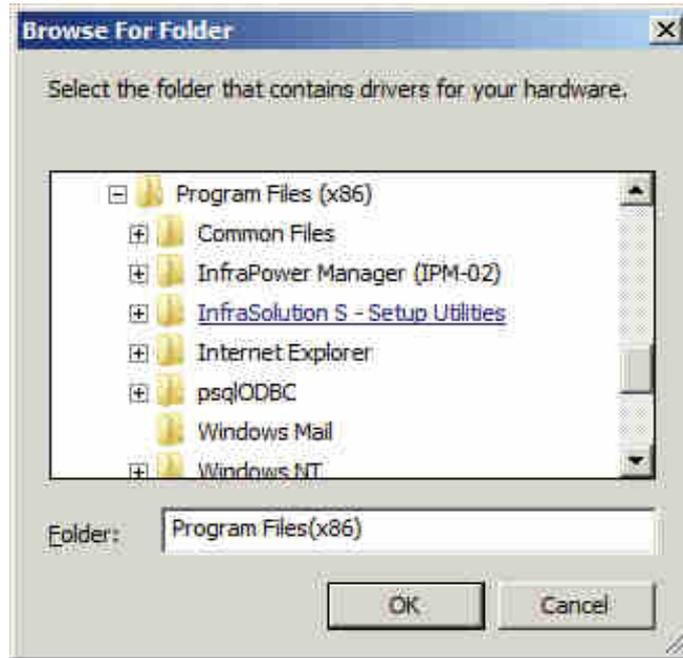 Browse For Folder
Select the folder that contains drivers for your hardware.
Program Files (x86)
Common Files
InfraPower Manager (IPM-02)
InfraSolution S - Setup Utilities
Internet Explorer
psqlODBC
Windows Mail
Windows NT
Folder: Program Files(x86)
OK Cancel